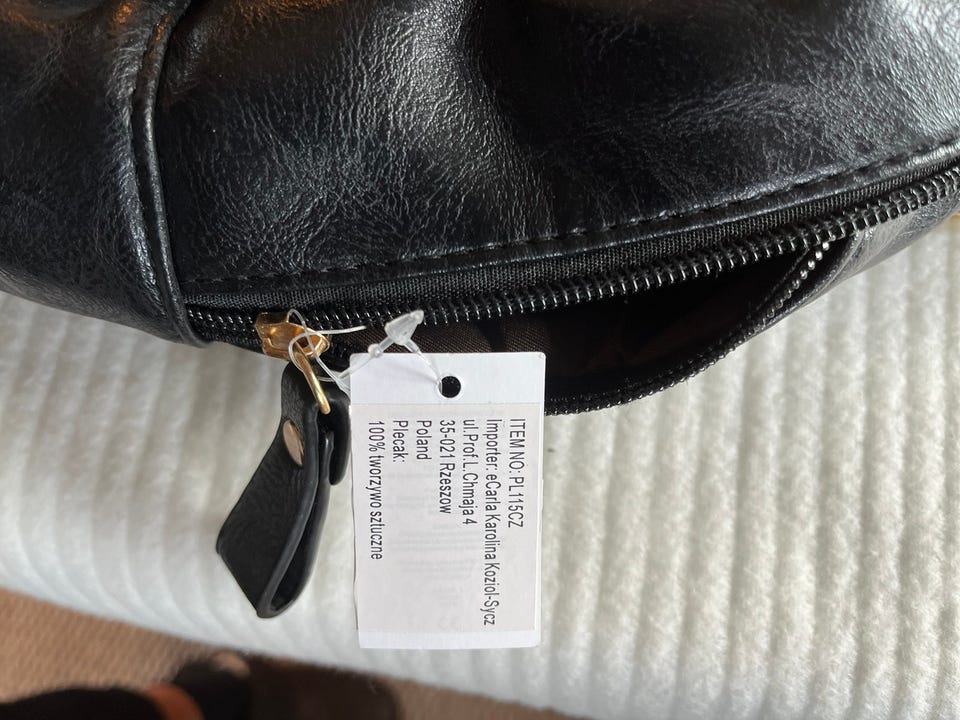 ITEM NO: PL115CZ
Importer: eCarla Karolina Koziol-Sycz
ul.Prof.L.Chmaja 4
35-021 Rzeszow
Poland
Plecak:
100% tworzywo sztuczne